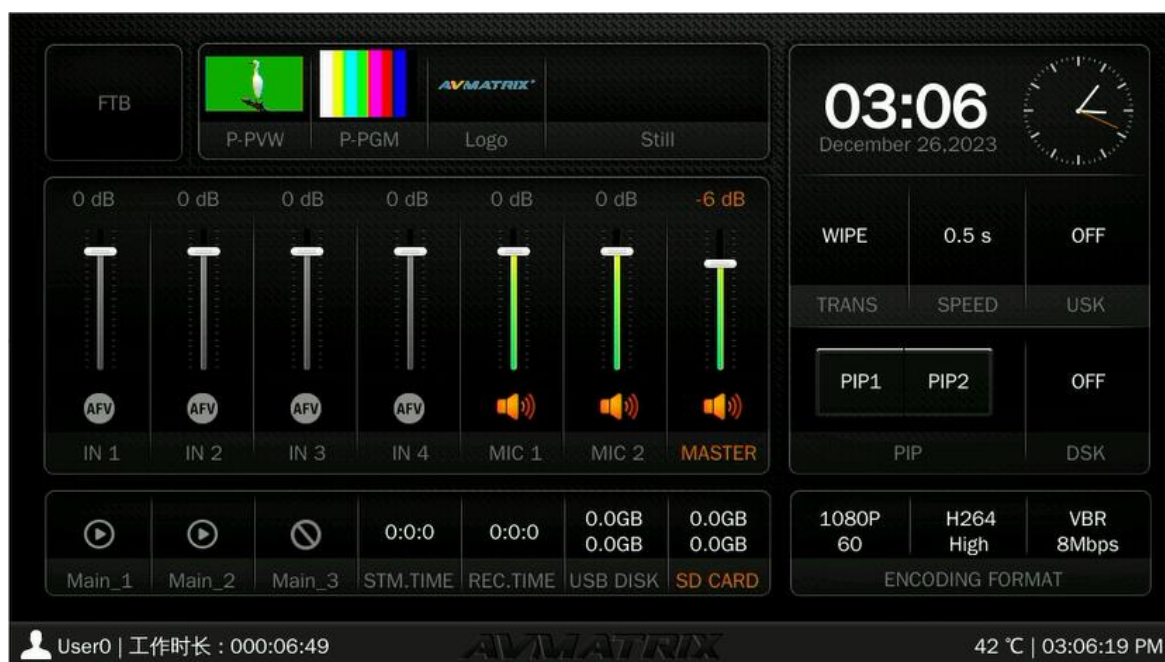 FTB
AVMATRIX
P-PVW P-PGM Logo Still
03:06
December 26,2023
0 dB 0 dB 0 dB 0 dB 0 dB 0 dB -6 dB
AFV AFV AFV AFV
IN 1 IN 2 IN 3 IN 4 MIC 1 MIC 2 MASTER
WIPE 0.5 s OFF
TRANS SPEED USK
PIP1 PIP2 OFF
PIP DSK
0:0:0 0:0:0 0.0GB 0.0GB
0.0GB 0.0GB
Main_1 Main_2 Main_3 STM.TIME REC.TIME USB DISK SD CARD
1080P H264 VBR
60 High 8Mbps
ENCODING FORMAT
User0 | 工作时长 : 000:06:49 AVMATRIX 42 ℃ | 03:06:19 PM